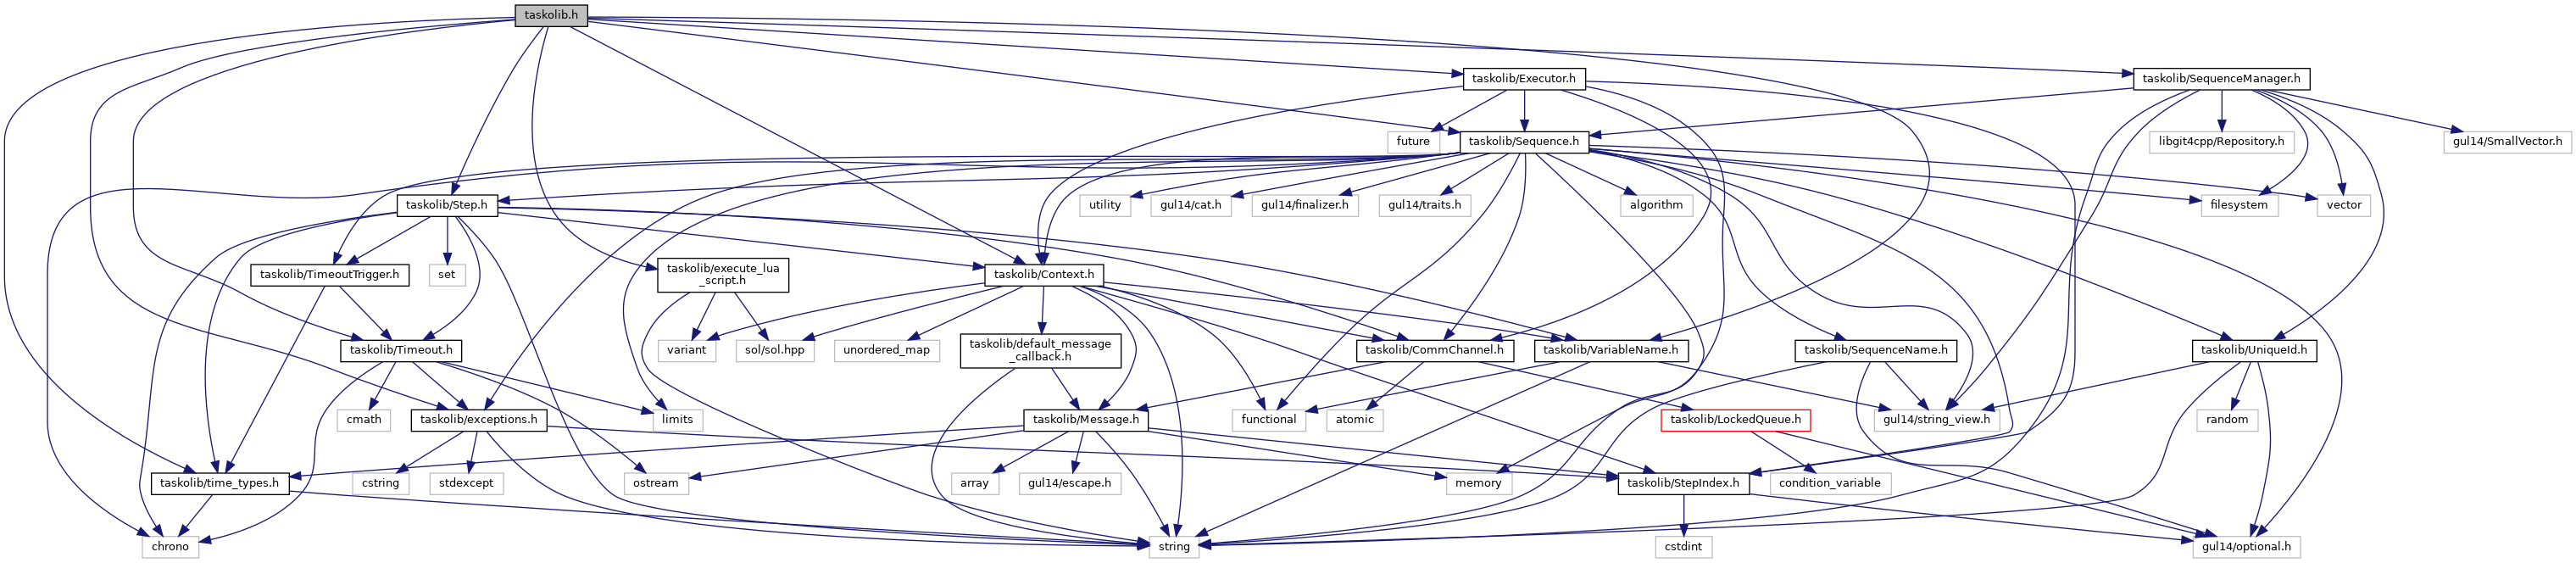 taskolib.h
taskolib/Executor.h
taskolib/SequenceManager.h
future
taskolib/Sequence.h
libgit4cpp/Repository.h
gul14/SmallVector.h
taskolib/Step.h
utility
gul14/cat.h
gul14/finalizer.h
gul14/traits.h
algorithm
filesystem
vector
taskolib/TimeoutTrigger.h
set
taskolib/execute_lua
_script.h
taskolib/Context.h
taskolib/Timeout.h
variant
sol/sol.hpp
unordered_map
taskolib/default_message
_callback.h
taskolib/CommChannel.h
taskolib/VariableName.h
taskolib/SequenceName.h
taskolib/UniqueId.h
cmath
taskolib/exceptions.h
limits
taskolib/Message.h
functional
atomic
taskolib/LockedQueue.h
gul14/string_view.h
random
taskolib/time_types.h
cstring
stdexcept
ostream
array
gul14/escape.h
memory
taskolib/StepIndex.h
condition_variable
chrono
string
cstdint
gul14/optional.h